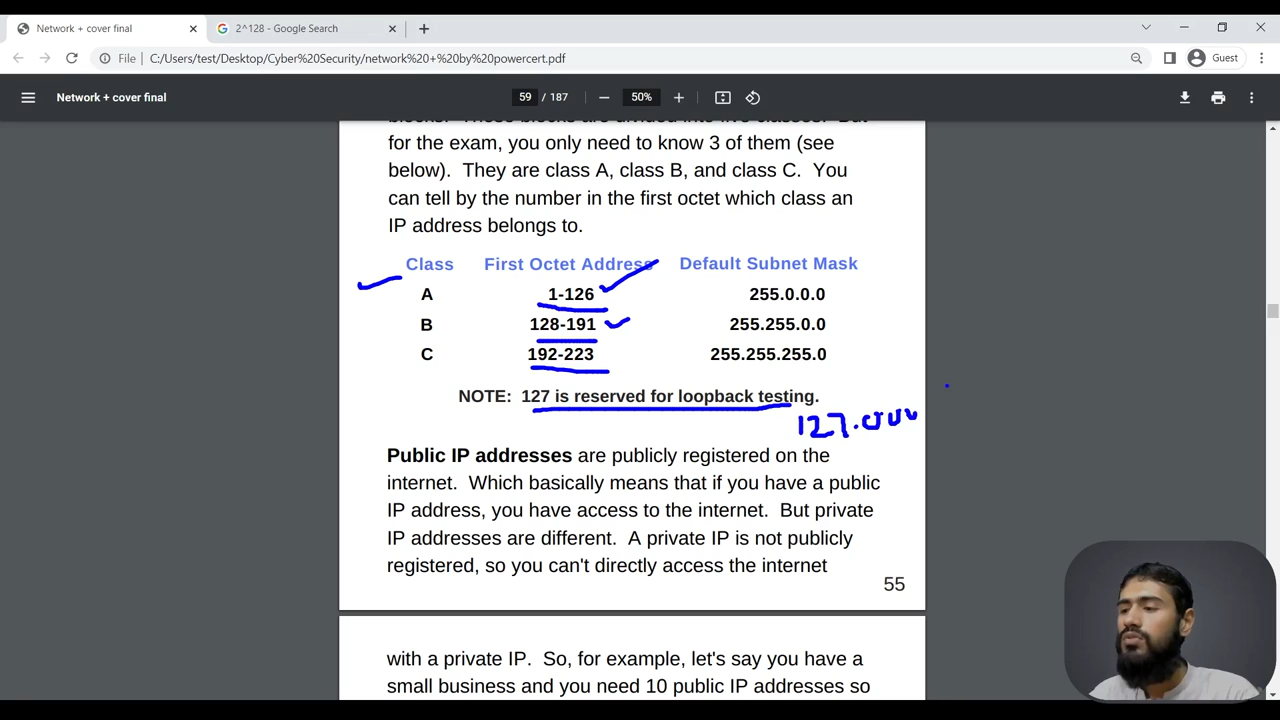 Network + cover final
2^128 - Google Search
File
C:/Users/test/Desktop/Cyber%20Security/network%20+%20by%20powercert.pdf
Guest
Network + cover final
59 / 187
50%
for the exam, you only need to know 3 of them (see
below). They are class A, class B, and class C. You
can tell by the number in the first octet which class an
IP address belongs to.
Class First Octet Address Default Subnet Mask
A 1-126 255.0.0.0
B 128-191 255.255.0.0
C 192-223 255.255.255.0
NOTE: 127 is reserved for loopback testing.
127.
Public IP addresses are publicly registered on the
internet. Which basically means that if you have a public
IP address, you have access to the internet. But private
IP addresses are different. A private IP is not publicly
registered, so you can't directly access the internet
55
with a private IP. So, for example, let's say you have a
small business and you need 10 public IP addresses so